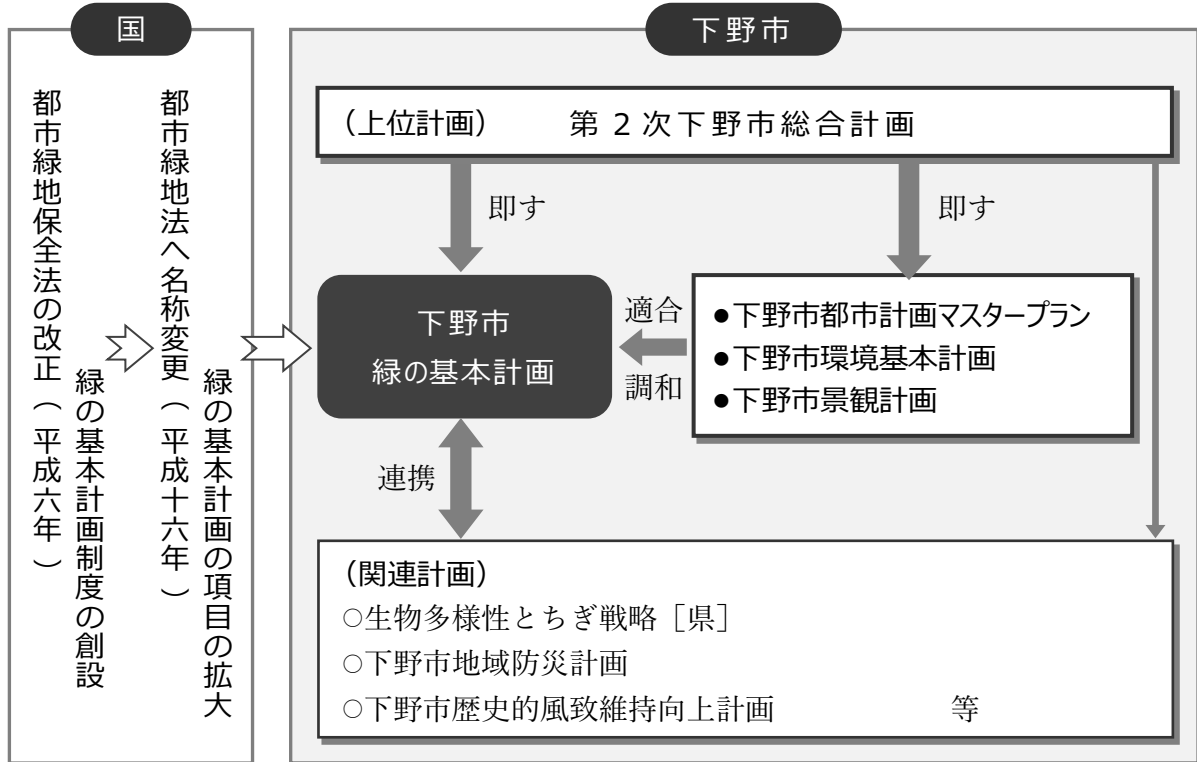 国
都市緑地保全法の改正（平成六年）
緑の基本計画制度の創設
都市緑地法へ名称変更（平成十六年）
緑の基本計画の項目の拡大
下野市
（上位計画）　第２次下野市総合計画
即す
即す
下野市
緑の基本計画
適合
調和
●下野市都市計画マスタープラン
●下野市環境基本計画
●下野市景観計画
連携
（関連計画）
○生物多様性とちぎ戦略［県］
○下野市地域防災計画
○下野市歴史的風致維持向上計画　等